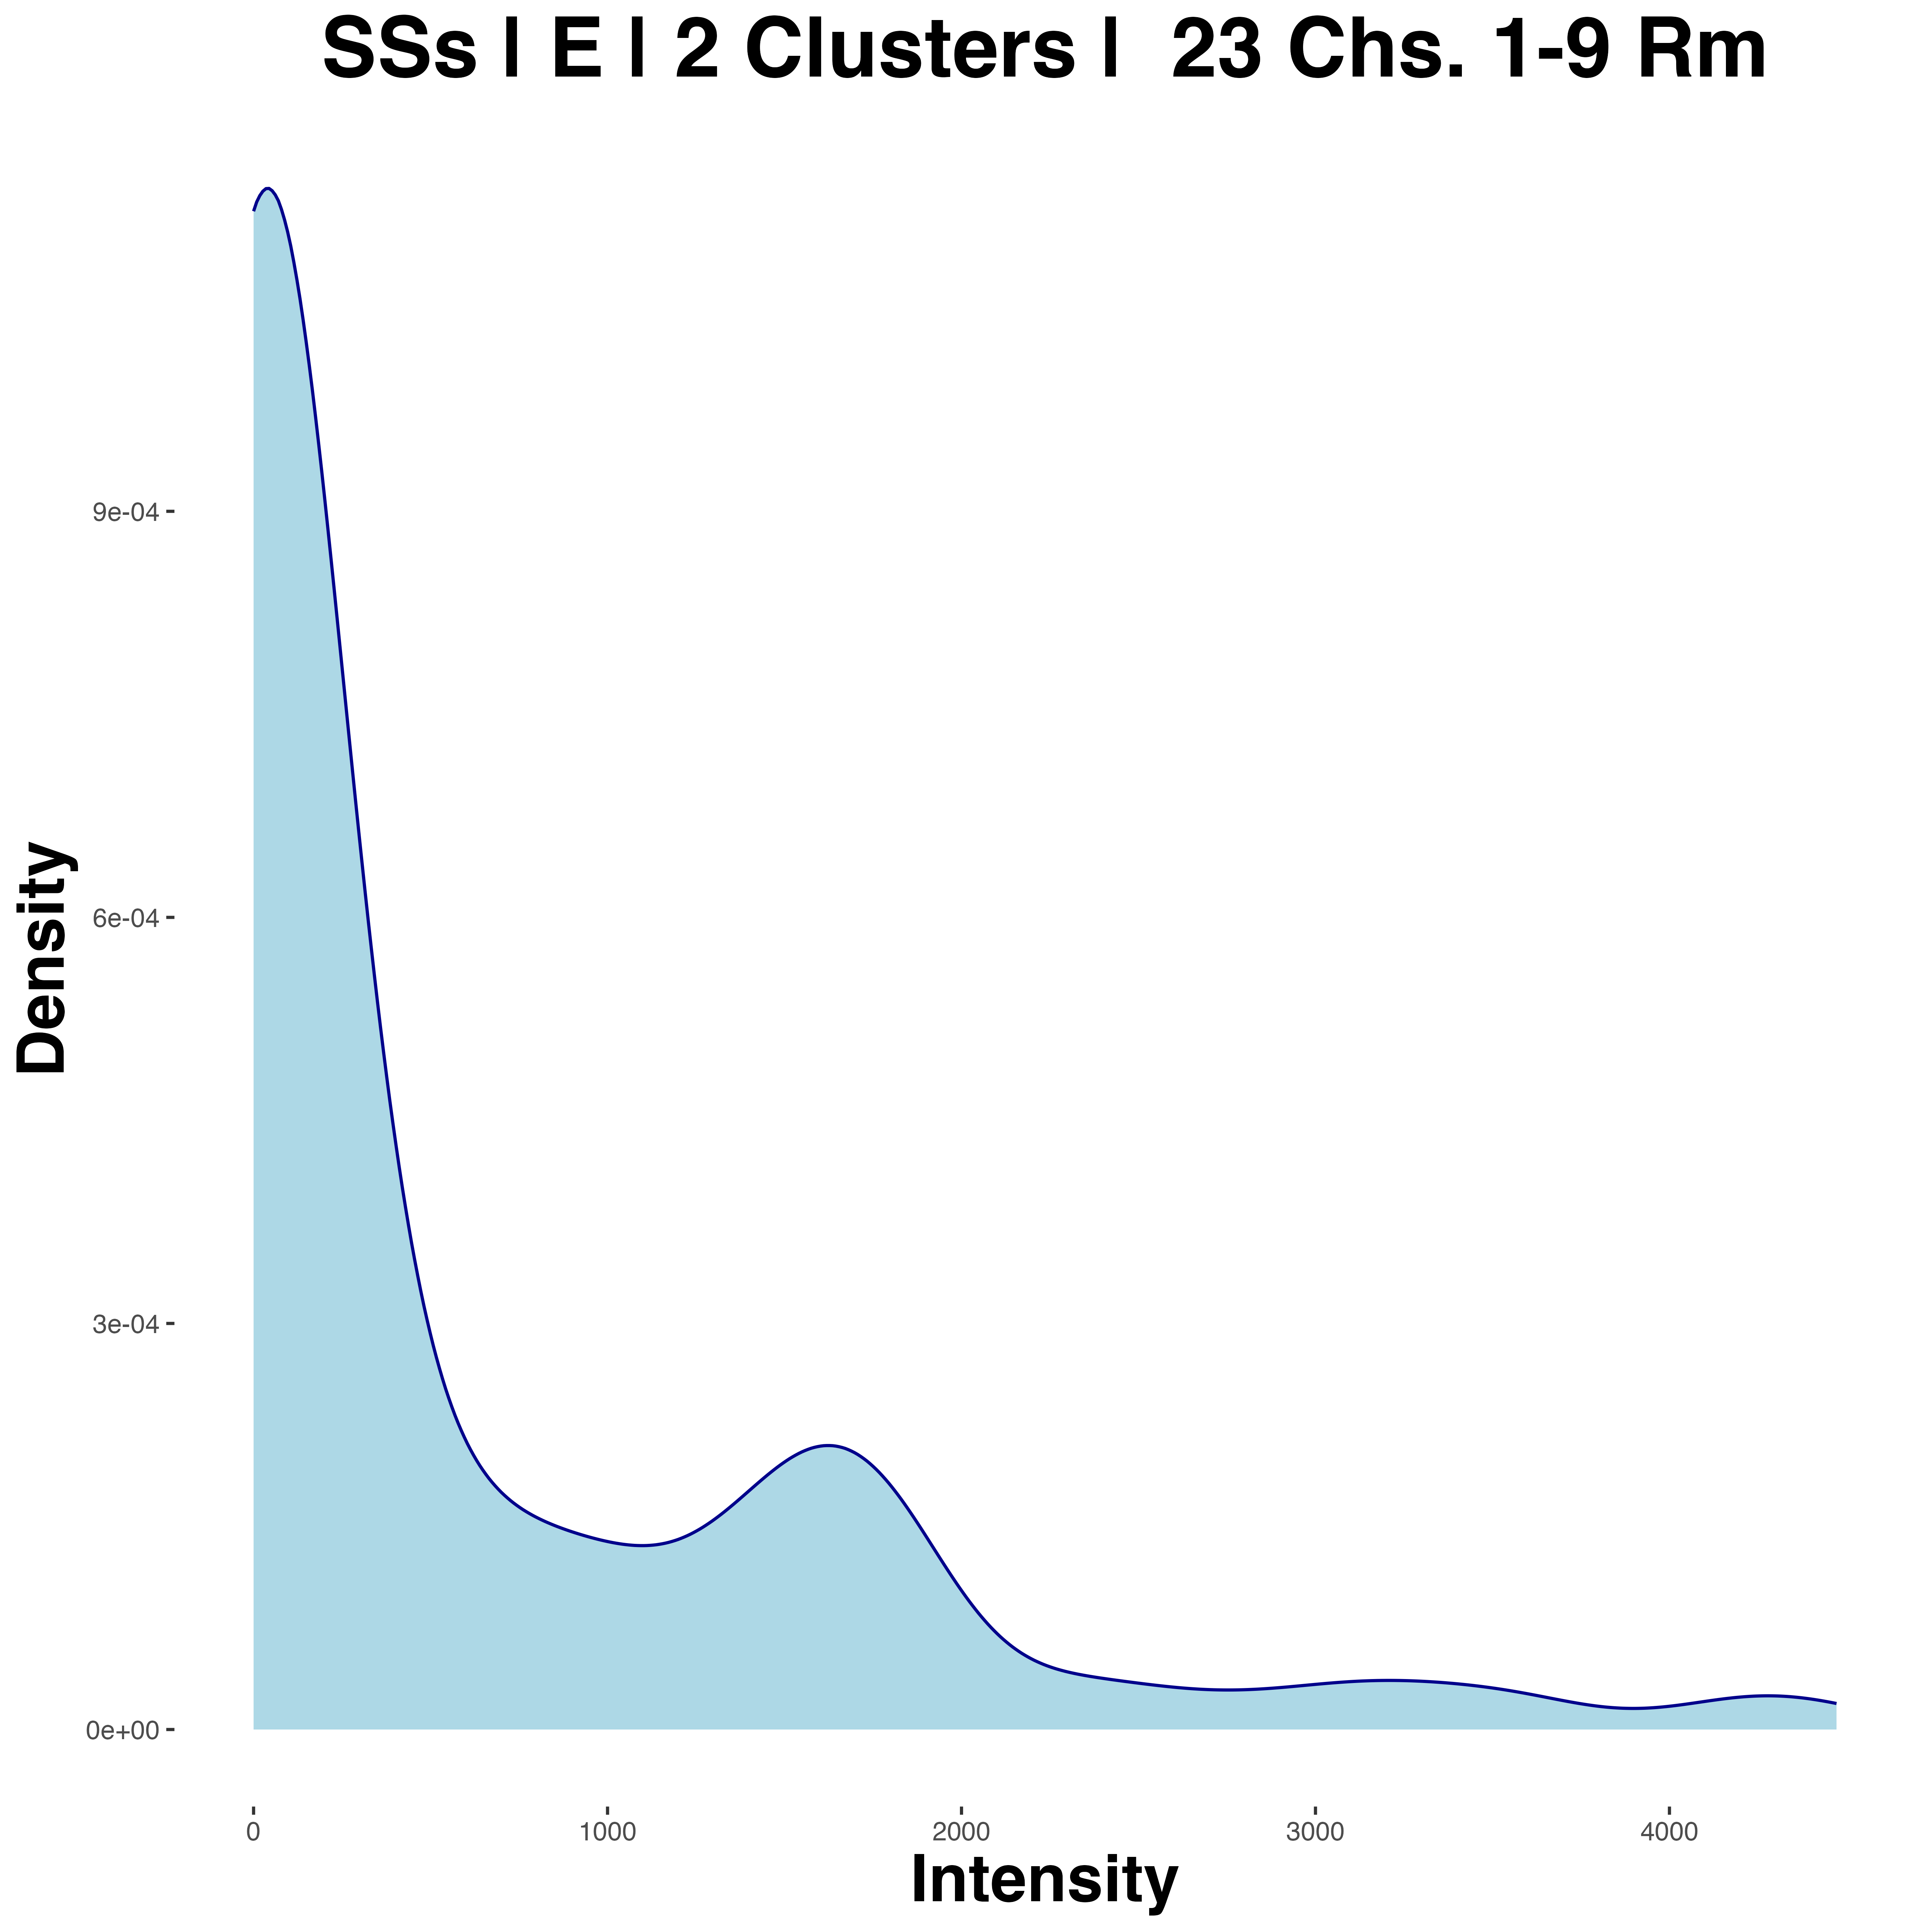 SSs | E | 2 Clusters |  23 Chs. 1-9 Rm
Density
9e-04
6e-04
3e-04
0e+00
0
1000
2000
3000
4000
Intensity